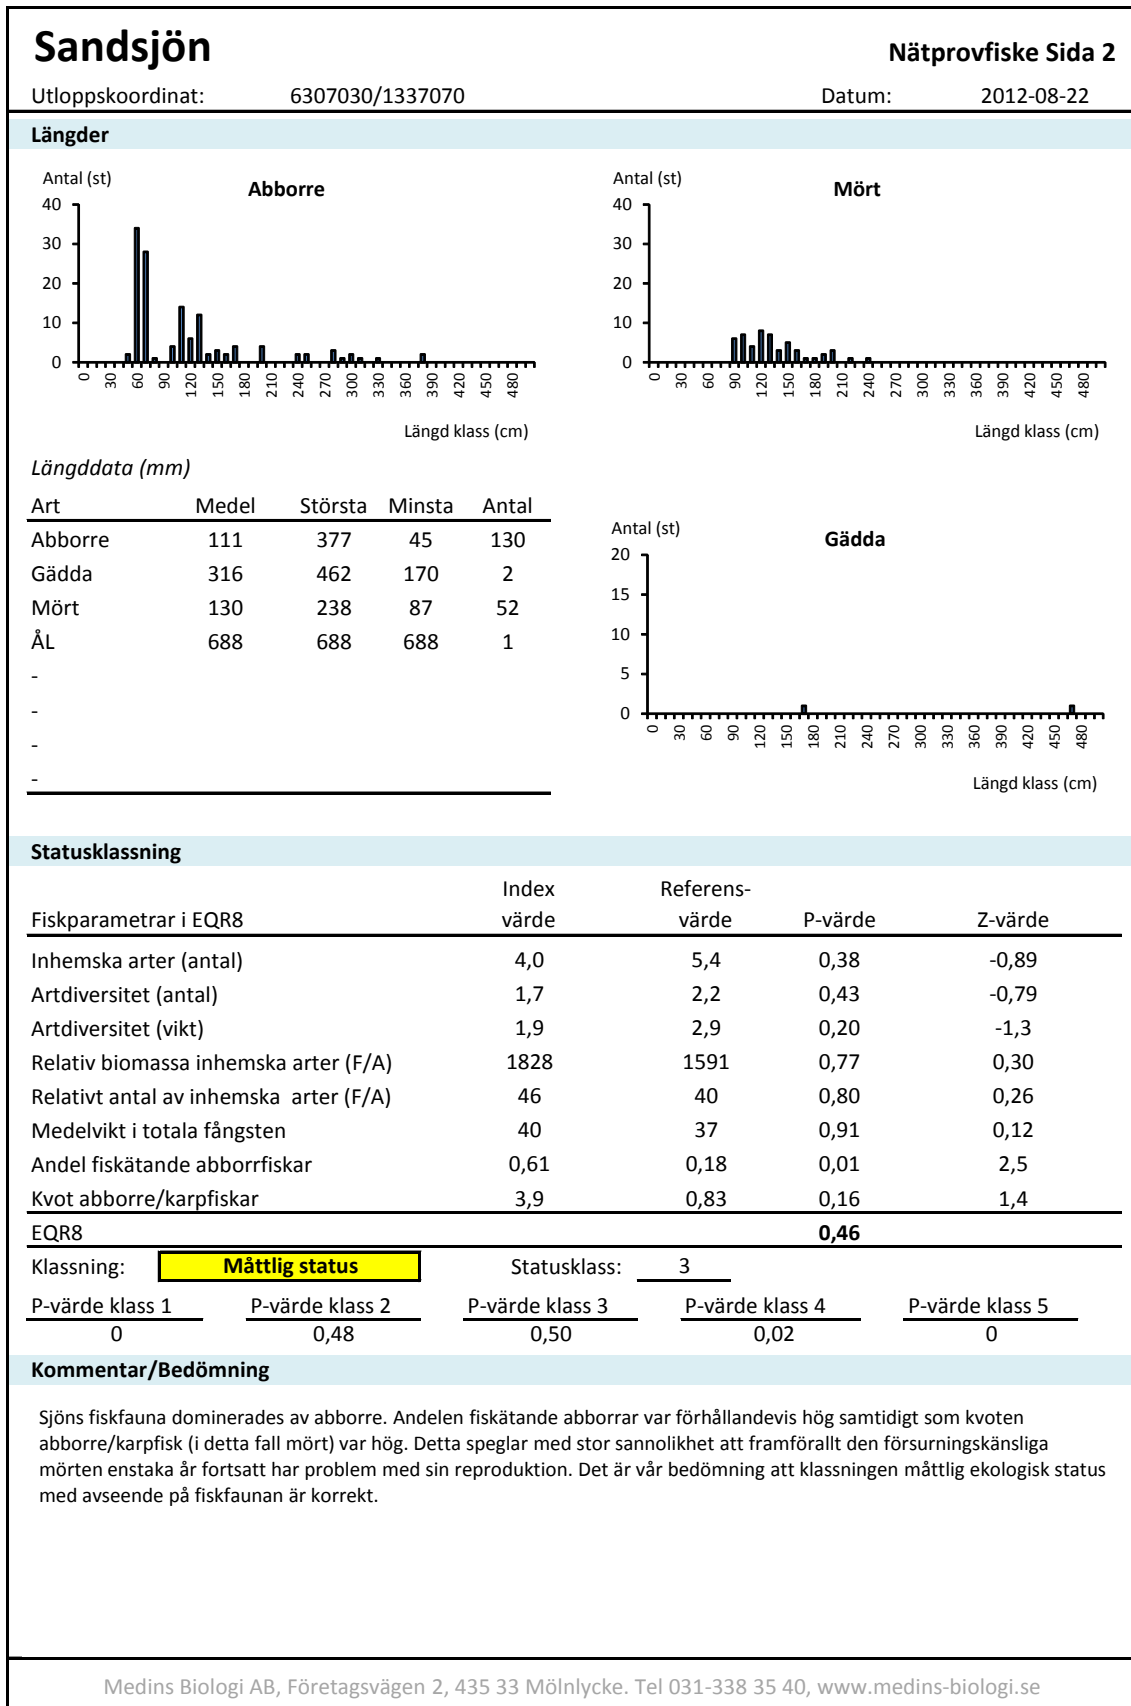 Sandsjön
Nätprovfiske Sida 2
Utloppskoordinat: 6307030/1337070 Datum: 2012-08-22
Längder
Antal (st)
Abborre
40
30
20
10
0
0 30 60 90 120 150 180 210 240 270 300 330 360 390 420 450 480
Längd klass (cm)
Antal (st)
Mört
40
30
20
10
0
0 30 60 90 120 150 180 210 240 270 300 330 360 390 420 450 480
Längd klass (cm)
Längddata (mm)
Art Medel Största Minsta Antal
Abborre 111 377 45 130
Gädda 316 462 170 2
Mört 130 238 87 52
ÅL 688 688 688 1
-
-
-
-
Antal (st)
Gädda
20
15
10
5
0
0 30 60 90 120 150 180 210 240 270 300 330 360 390 420 450 480
Längd klass (cm)
Statusklassning
Index Referens-
Fiskparametrar i EQR8 värde värde P-värde Z-värde
Inhemska arter (antal) 4,0 5,4 0,38 -0,89
Artdiversitet (antal) 1,7 2,2 0,43 -0,79
Artdiversitet (vikt) 1,9 2,9 0,20 -1,3
Relativ biomassa inhemska arter (F/A) 1828 1591 0,77 0,30
Relativt antal av inhemska arter (F/A) 46 40 0,80 0,26
Medelvikt i totala fångsten 40 37 0,91 0,12
Andel fiskätande abborrfiskar 0,61 0,18 0,01 2,5
Kvot abborre/karpfiskar 3,9 0,83 0,16 1,4
EQR8 0,46
Klassning: Måttlig status Statusklass: 3
P-värde klass 1 P-värde klass 2 P-värde klass 3 P-värde klass 4 P-värde klass 5
0 0,48 0,50 0,02 0
Kommentar/Bedömning
Sjöns fiskfauna dominerades av abborre. Andelen fiskätande abborrar var förhållandevis hög samtidigt som kvoten
abborre/karpfisk (i detta fall mört) var hög. Detta speglar med stor sannolikhet att framförallt den försurningskänsliga
mörten enstaka år fortsatt har problem med sin reproduktion. Det är vår bedömning att klassningen måttlig ekologisk status
med avseende på fiskfaunan är korrekt.
Medins Biologi AB, Företagsvägen 2, 435 33 Mölnlycke. Tel 031-338 35 40, www.medins-biologi.se